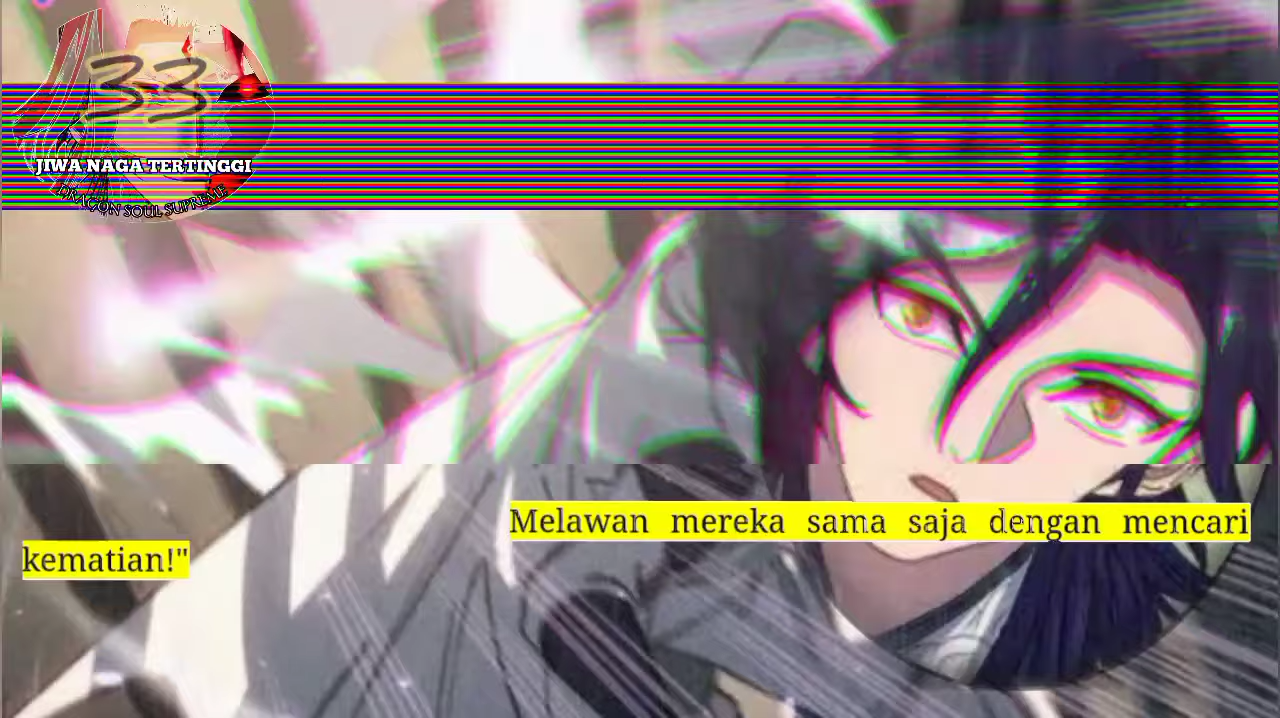 33
JIWA NAGA TERTINGGI
DRAGON SOUL SUPREME
Melawan mereka sama saja dengan mencari
kematian!"